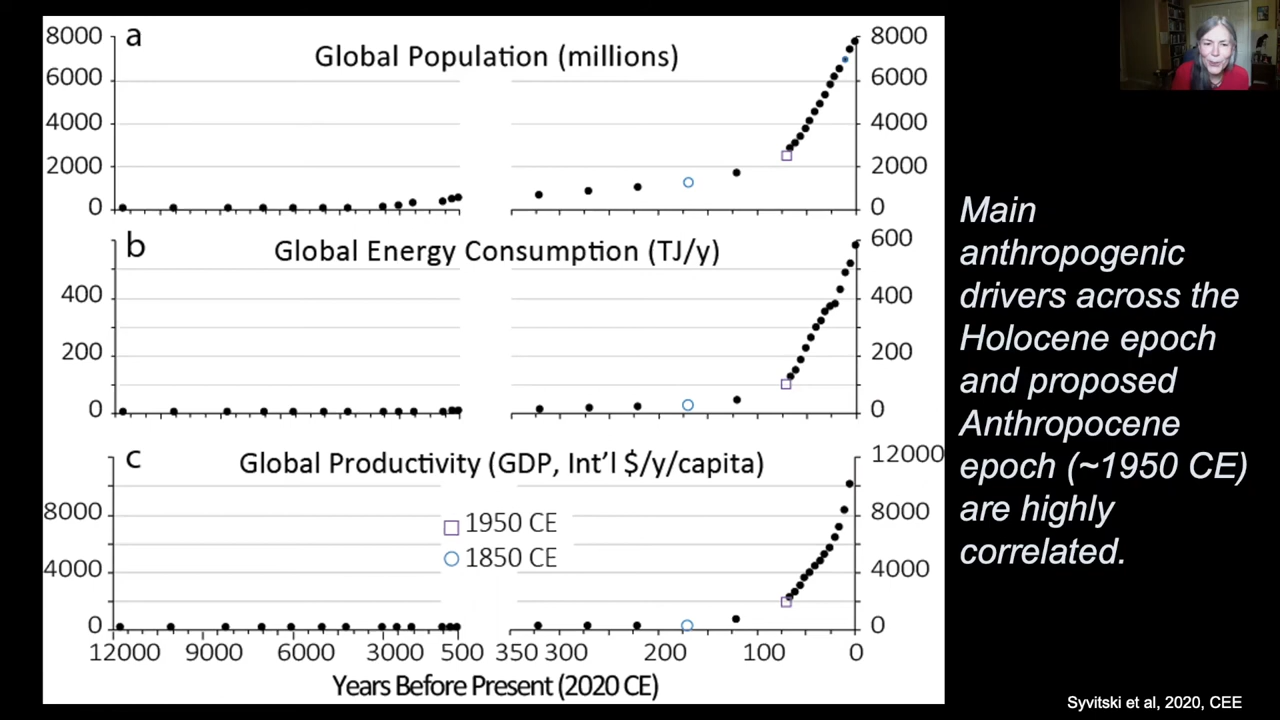 a
Global Population (millions)
8000
6000
4000
2000
0
8000
6000
4000
2000
0
b
Global Energy Consumption (TJ/y)
400
200
0
600
400
200
0
c
Global Productivity (GDP, Int'l $/y/capita)
8000
4000
0
12000
8000
4000
0
1950 CE
1850 CE
12000 9000 6000 3000 500 350 300 200 100 0
Years Before Present (2020 CE)
Main
anthropogenic
drivers across the
Holocene epoch
and proposed
Anthropocene
epoch (~1950 CE)
are highly
correlated.
Syvitski et al, 2020, CEE